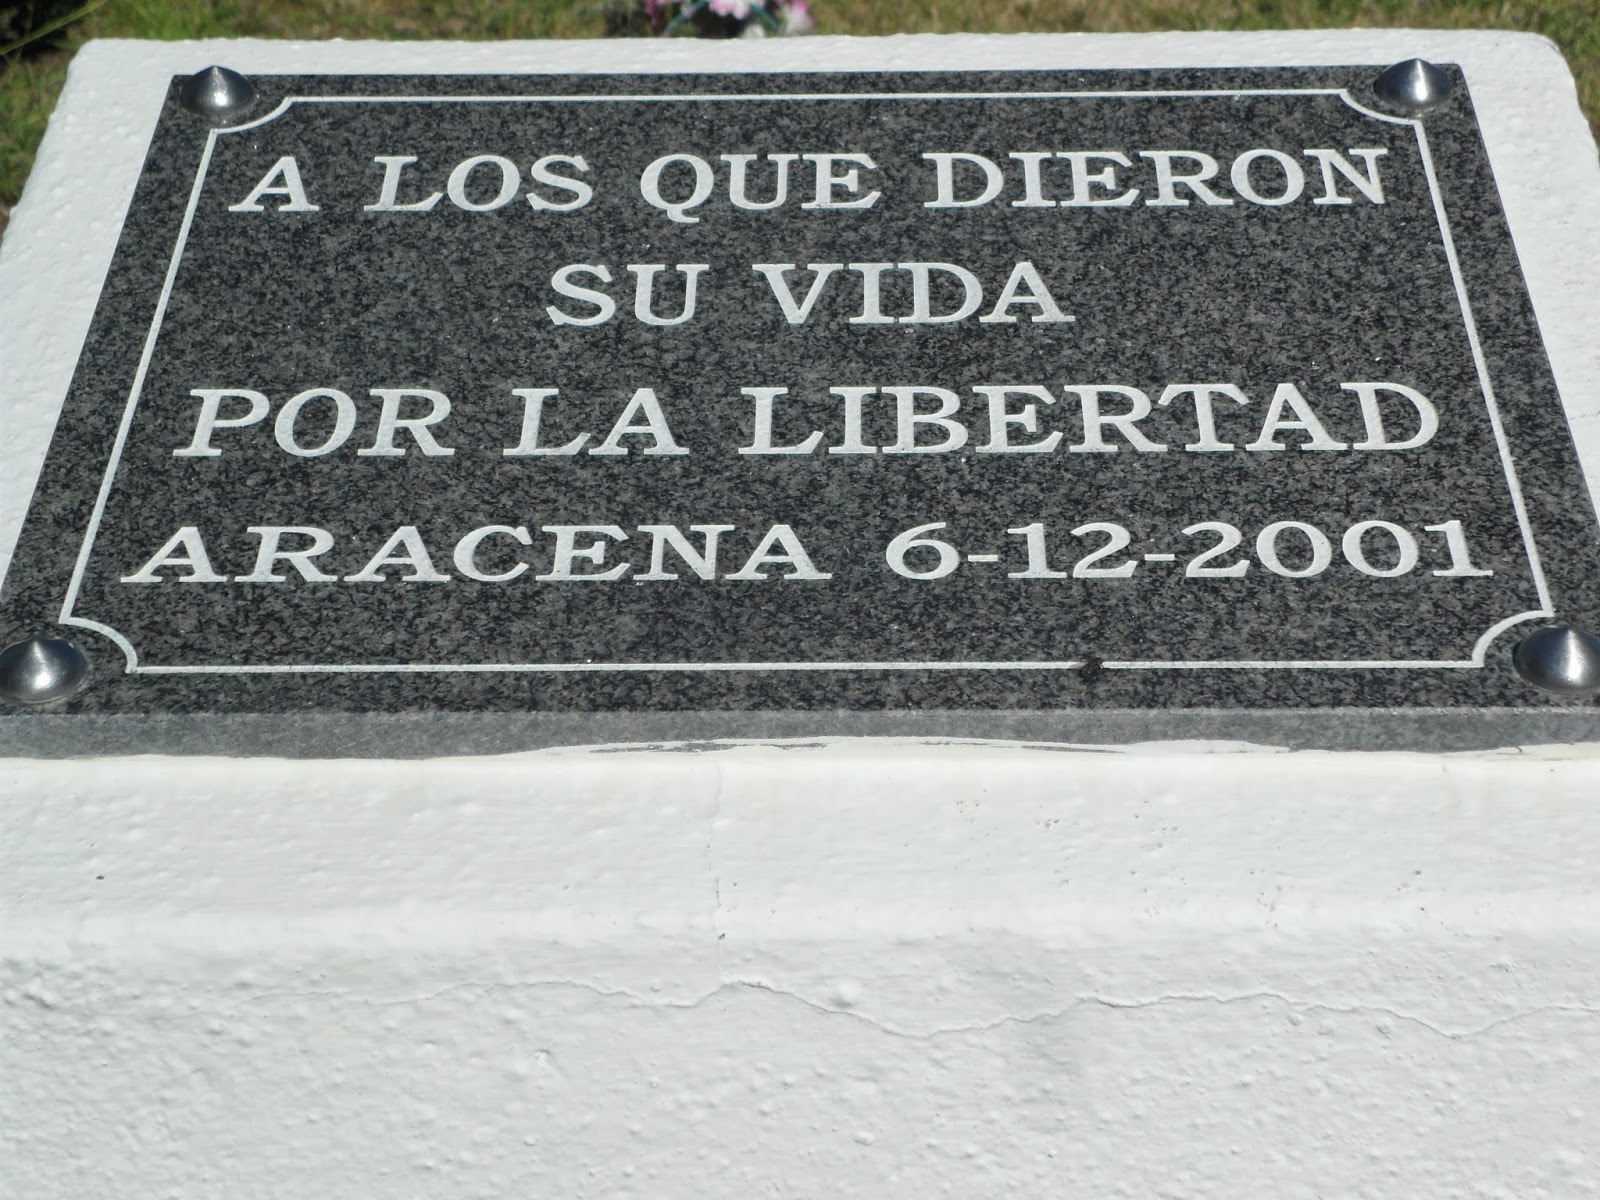 A LOS QUE DIERON
SU VIDA
POR LA LIBERTAD
ARACENA 6-12-2001